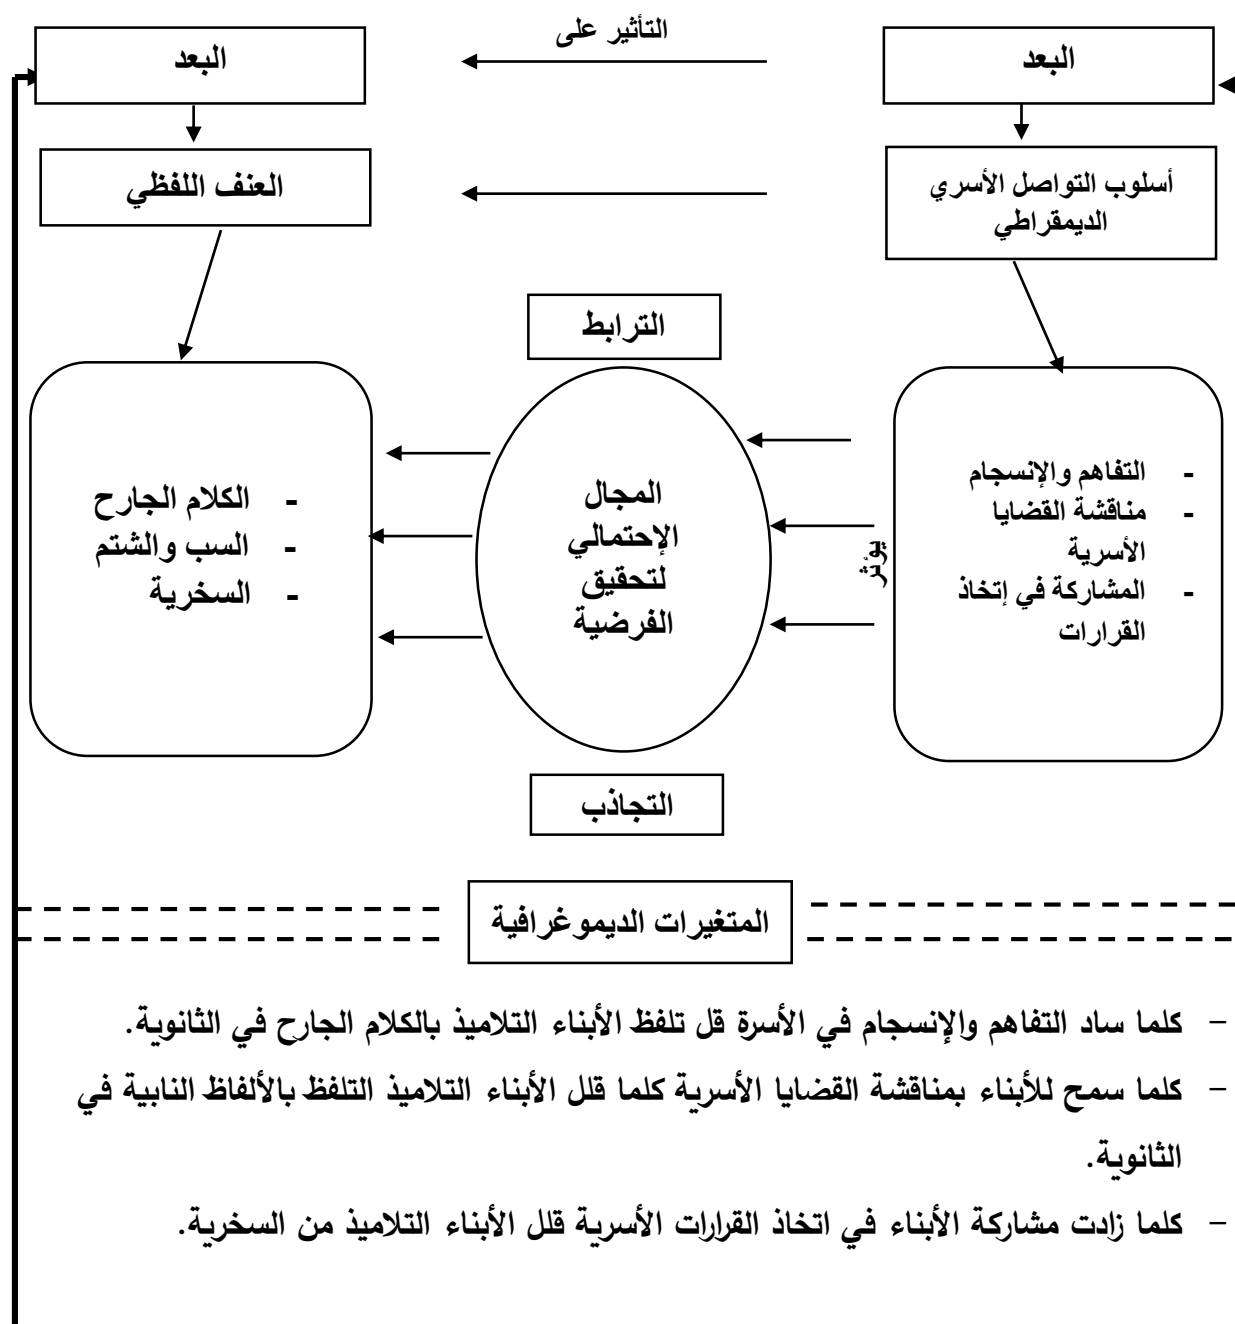 التأثير على
البعد
البعد
أسلوب التواصل الأسري
الديمقراطي
العنف اللفظي
الترابط
- التفاهم والإنسجام
- مناقشة القضايا
الأسرية
- المشاركة في إتخاذ
القرارات
يؤثر
المجال
الإحتمالي
لتحقيق
الفرضية
- الكلام الجارح
- السب والشتم
- السخرية
التجاذب
المتغيرات الديموغرافية
– كلما ساد التفاهم والإنسجام في الأسرة قل تلفظ الأبناء التلاميذ بالكلام الجارح في الثانوية.
– كلما سمح للأبناء بمناقشة القضايا الأسرية كلما قلل الأبناء التلاميذ التلفظ بالألفاظ النابية في
الثانوية.
– كلما زادت مشاركة الأبناء في اتخاذ القرارات الأسرية قلل الأبناء التلاميذ من السخرية.